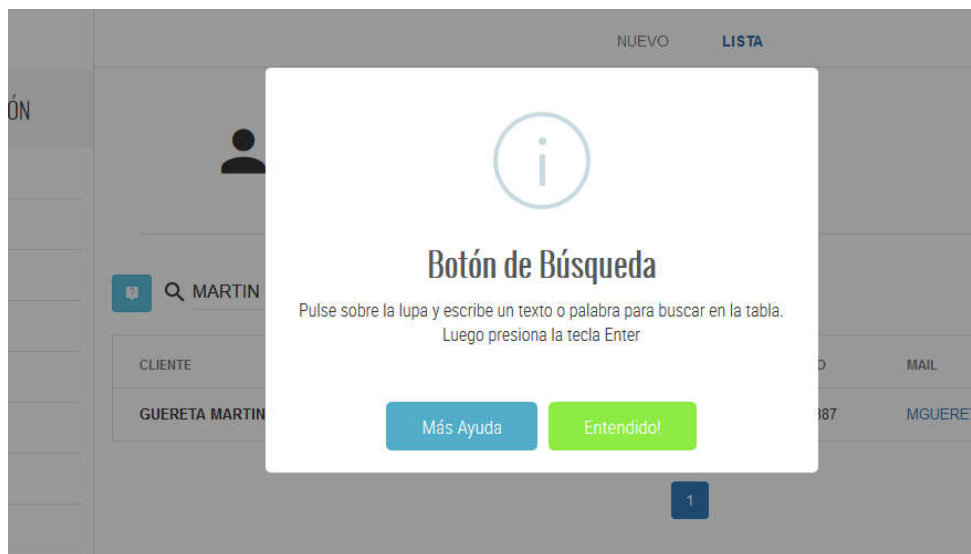 NUEVO LISTA
ÓN
Botón de Búsqueda
MARTIN
Pulse sobre la lupa y escribe un texto o palabra para buscar en la tabla.
Luego presiona la tecla Enter
CLIENTE MAIL
GUERETA MARTIN 387 MGUERET
Más Ayuda Entendido!
1